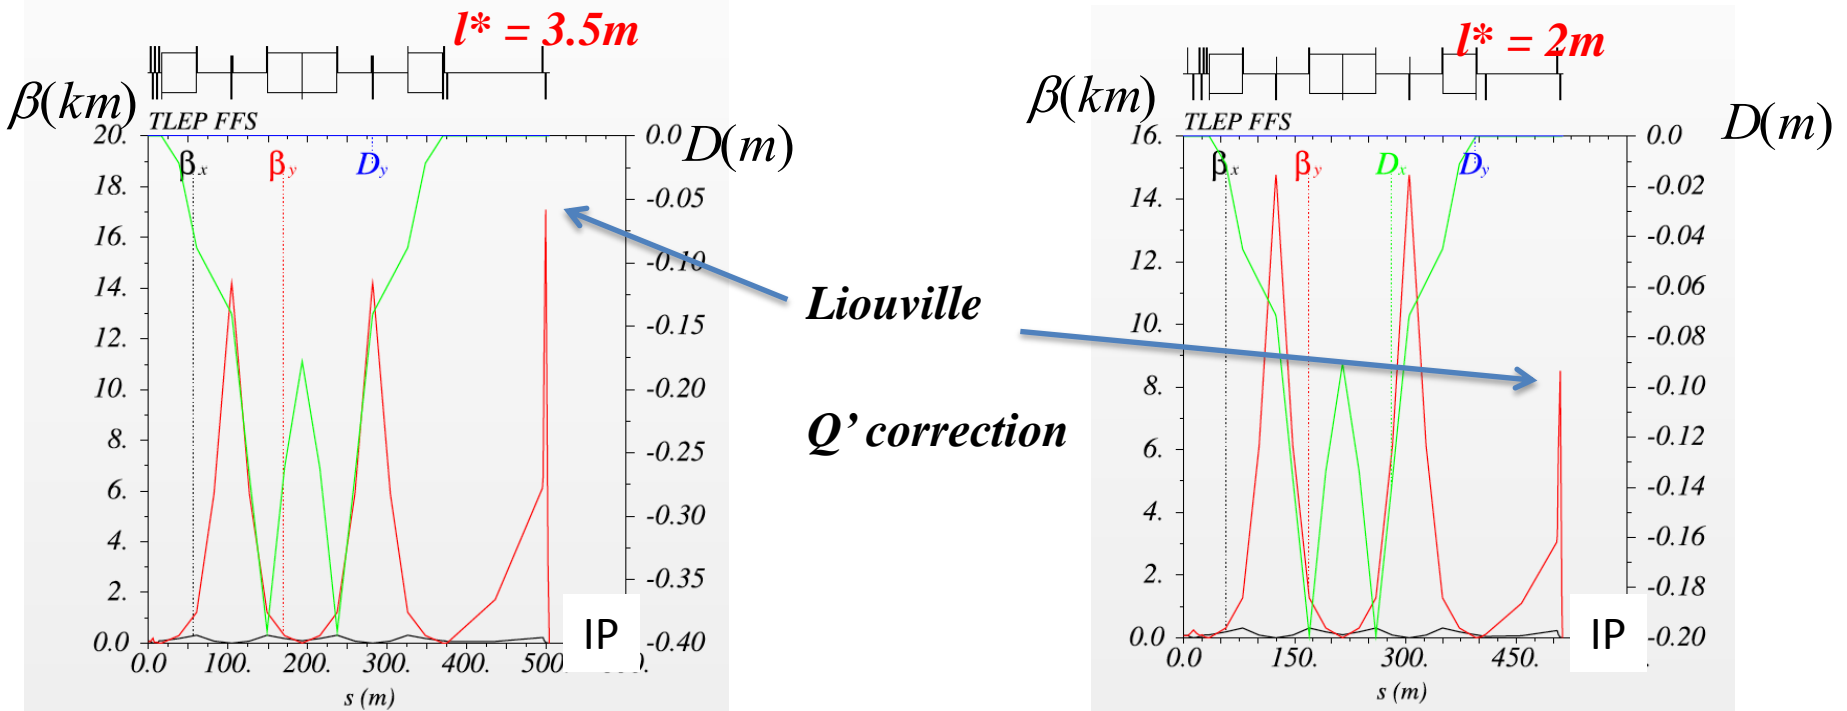 l* = 3.5m
β(km)
TLEP FFS
20.
18.
16.
14.
12.
10.
8.
6.
4.
2.
0.0
βx
βy
Dy
0.0
-0.05
-0.10
-0.15
-0.20
-0.25
-0.30
-0.35
-0.40
D(m)
0.0
100.
200.
300.
400.
500.
s (m)
IP
Liouville
Q’ correction
l* = 2m
β(km)
TLEP FFS
16.
14.
12.
10.
8.
6.
4.
2.
0.0
βx
βy
Dx
Dy
0.0
-0.02
-0.04
-0.06
-0.08
-0.10
-0.12
-0.14
-0.16
-0.18
-0.20
D(m)
0.0
150.
300.
450.
s (m)
IP